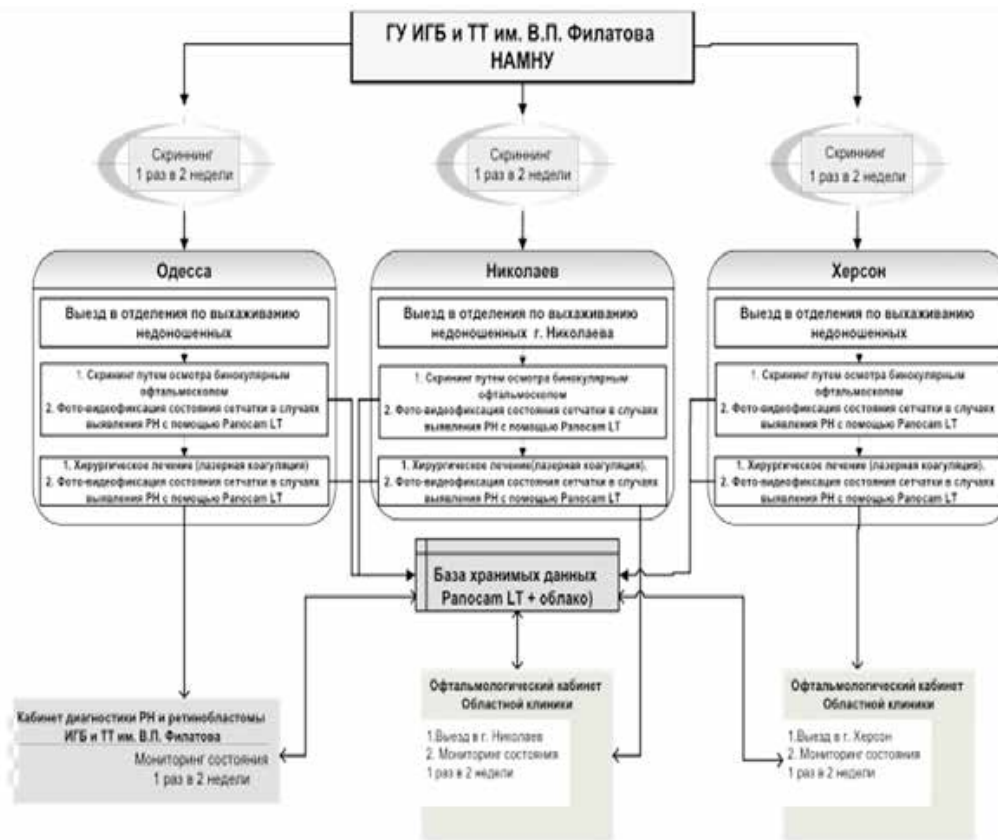 ГУ ИГБ и ТТ им. В.П. Филатова
НАМНУ
Скриннинг
1 раз в 2 недели
Скриннинг
1 раз в 2 недели
Скриннинг
1 раз в 2 недели
Одесса
Выезд в отделения по выхаживанию
недоношенных
1. Скрининг путем осмотра бинокулярным
офтальмоскопом
2. Фото-видеофиксация состояния сетчатки в случаях
выявления РН с помощью Panocam LT
1. Хирургическое лечение (лазерная коагуляция)
2. Фото-видеофиксация состояния сетчатки в случаях
выявления РН с помощью Panocam LT
Николаев
Выезд в отделения по выхаживанию
недоношенных г. Николаева
1. Скрининг путем осмотра бинокулярным
офтальмоскопом
2. Фото-видеофиксация состояния сетчатки в случаях
выявления РН с помощью Panocam LT
1. Хирургическое лечение(лазерная коагуляция),
2. Фото-видеофиксация состояния сетчатки в случаях
выявления РН с помощью Panocam LT
Херсон
Выезд в отделения по выхаживанию
недоношенных
1. Скрининг путем осмотра бинокулярным
офтальмоскопом
2. Фото-видеофиксация состояния сетчатки в случаях
выявления РН с помощью Panocam LT
1. Хирургическое лечение (лазерная коагуляция),
2. Фото-видеофиксация состояния сетчатки в случаях
выявления РН с помощью Panocam LT
База хранимых данных
Panocam LT + облако)
Кабинет диагностики РН и ретинобластомы
ИГБ и ТТ им. В.П. Филатова
Мониторинг состояния
1 раз в 2 недели
Офтальмологический кабинет
Областной клиники
1.Выезд в г. Николаев
2. Мониторинг состояния
1 раз в 2 недели
Офтальмологический кабинет
Областной клиники
1.Выезд в г. Херсон
2. Мониторинг состояния
1 раз в 2 недели